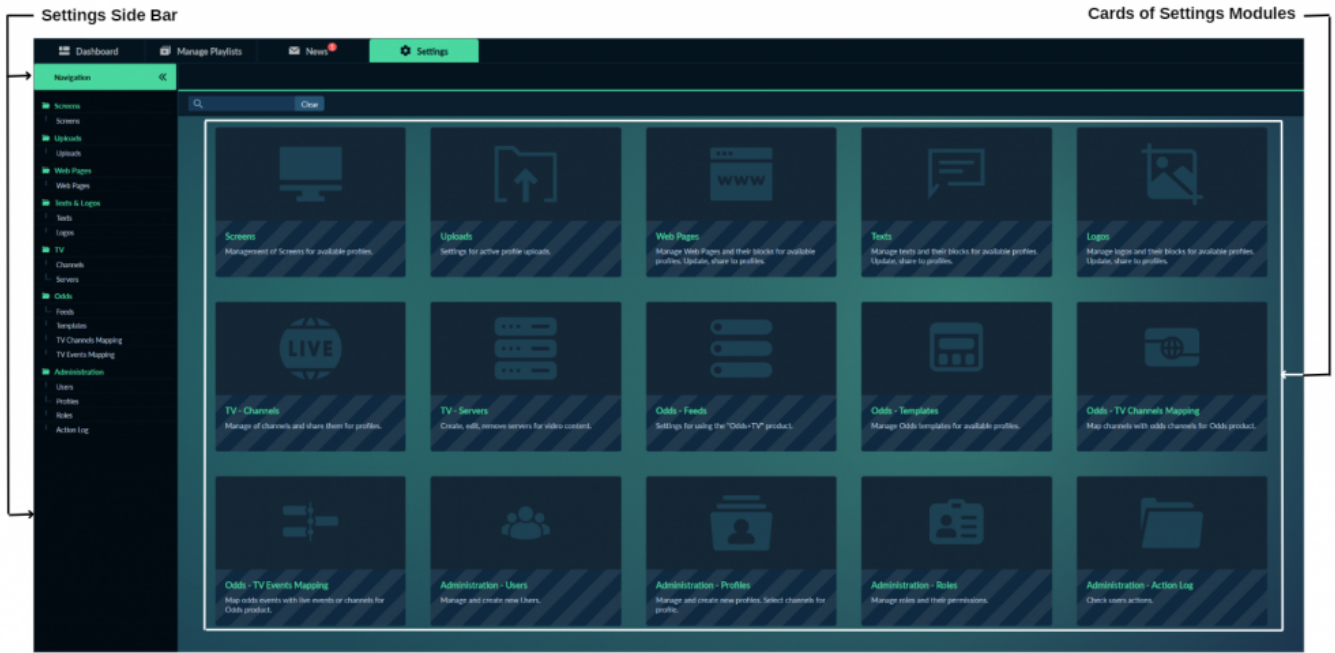 Settings Side Bar
Cards of Settings Modules
Dashboard
Manage Playlists
News
Settings
Navigation
Clear
Screens
Screens
Uploads
Uploads
Web Pages
Web Pages
Texts & Logos
Texts
Logos
TV
Channels
Servers
Odds
Feeds
Templates
TV Channels Mapping
TV Events Mapping
Administration
Users
Profiles
Roles
Action Log
Screens
Management of Screens for available profiles.
Uploads
Settings for active profile uploads.
www
Web Pages
Manage Web Pages and their blocks for available
profiles. Update, share to profiles.
Texts
Manage texts and their blocks for available profiles.
Update, share to profiles.
Logos
Manage logos and their blocks for available profiles.
Update, share to profiles.
LIVE
TV - Channels
Manage of channels and share them for profiles.
TV - Servers
Create, edit, remove servers for video content.
Odds - Feeds
Settings for using the "Odds+TV" product.
Odds - Templates
Manage Odds templates for available profiles.
Odds - TV Channels Mapping
Map channels with odds channels for Odds product.
Odds - TV Events Mapping
Map odds events with live events or channels for
Odds product.
Administration - Users
Manage and create new Users.
Administration - Profiles
Manage and create new profiles. Select channels for
profile.
Administration - Roles
Manage roles and their permissions.
Administration - Action Log
Check users actions.